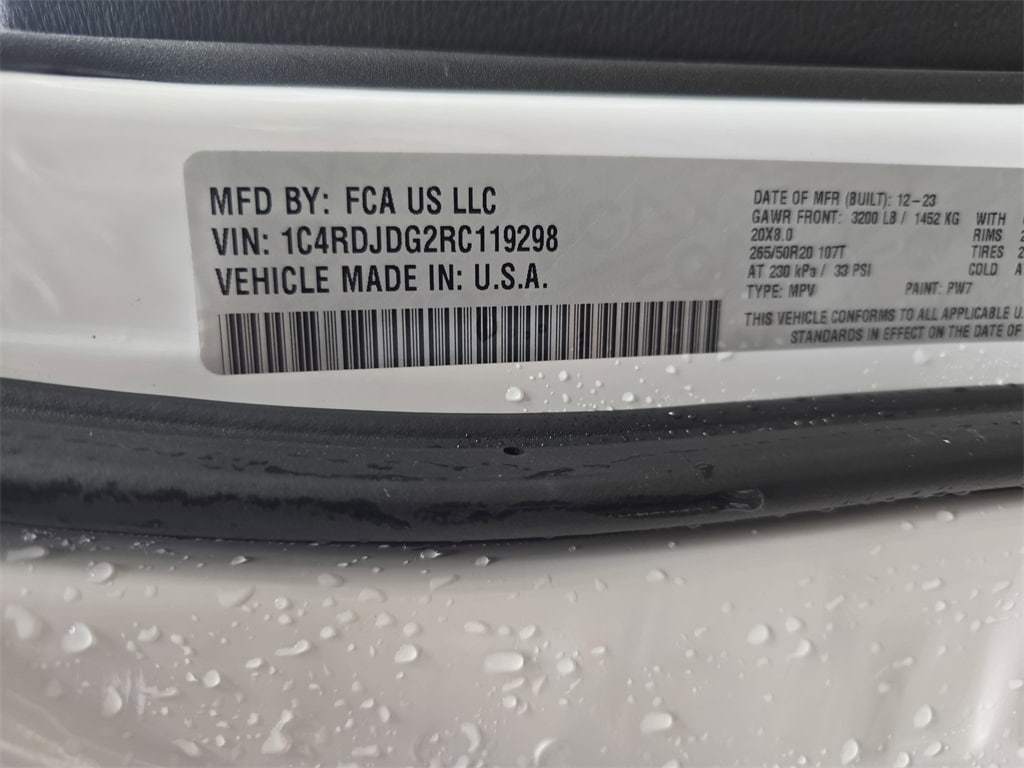 MFD BY: FCA US LLC
VIN: 1C4RDJDG2RC119298
VEHICLE MADE IN: U.S.A.
DATE OF MFR (BUILT): 12-23
GAWR FRONT: 3200 LB / 1452 KG WITH
20X8.0 RIMS
265/50R20 107T TIRES
AT 230 kPa / 33 PSI COLD
TYPE: MPV PAINT: PW7
THIS VEHICLE CONFORMS TO ALL APPLICABLE U.
STANDARDS IN EFFECT ON THE DATE OF